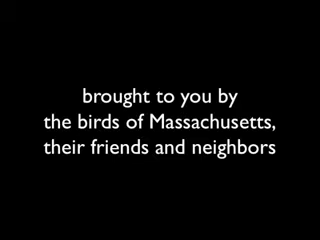 brought to you by
the birds of Massachusetts,
their friends and neighbors